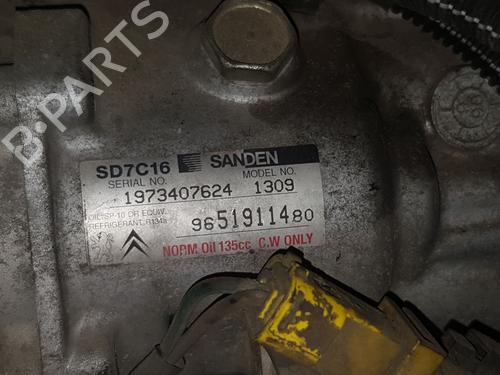 B-PARTS
SD7C16 SANDEN
SERIAL NO. MODEL NO.
1973407624 1309
OIL:SP-10 OR EQUIV.
REFRIGERANT:R134a
9651911480
NORM Oil 135cc C.W ONLY